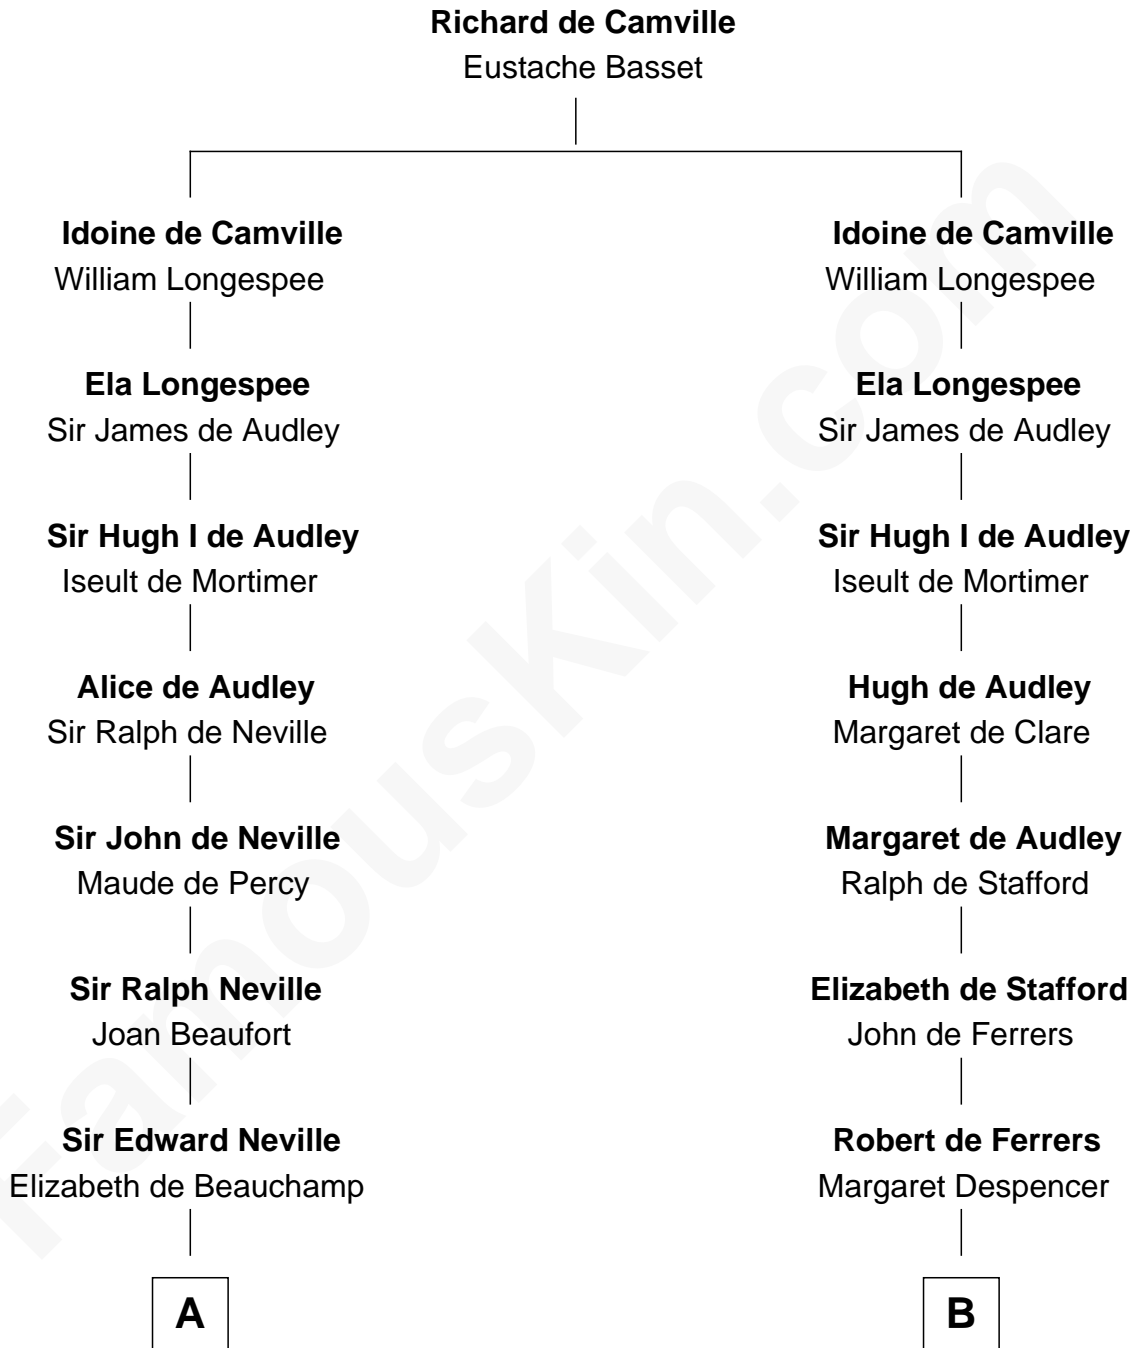 Richard de Camville
Eustache Basset
Idoine de Camville
William Longespee
Ela Longespee
Sir James de Audley
Sir Hugh I de Audley
Iseult de Mortimer
Alice de Audley
Sir Ralph de Neville
Sir John de Neville
Maude de Percy
Sir Ralph Neville
Joan Beaufort
Sir Edward Neville
Elizabeth de Beauchamp
A
Idoine de Camville
William Longespee
Ela Longespee
Sir James de Audley
Sir Hugh I de Audley
Iseult de Mortimer
Hugh de Audley
Margaret de Clare
Margaret de Audley
Ralph de Stafford
Elizabeth de Stafford
John de Ferrers
Robert de Ferrers
Margaret Despencer
B
FamousKin.com